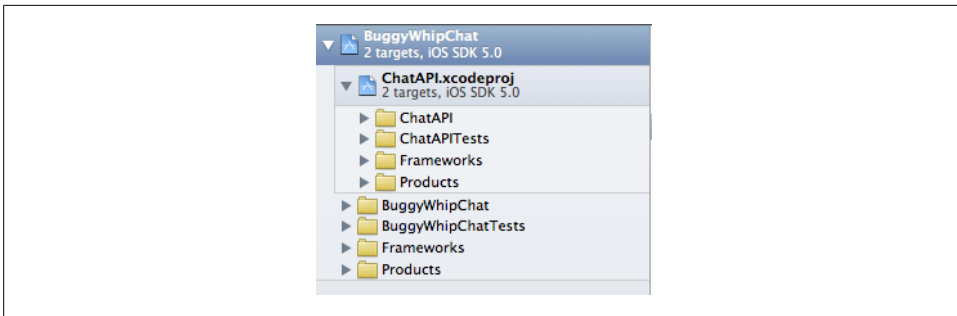 BuggyWhipChat
2 targets, iOS SDK 5.0
ChatAPI.xcodeproj
2 targets, iOS SDK 5.0
ChatAPI
ChatAPITests
Frameworks
Products
BuggyWhipChat
BuggyWhipChatTests
Frameworks
Products